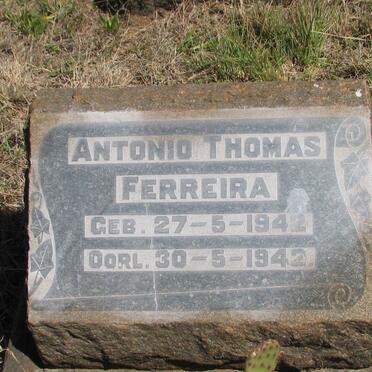 ANTONIO THOMAS
FERREIRA
GEB. 27-5-1942
OORL. 30-5-1942